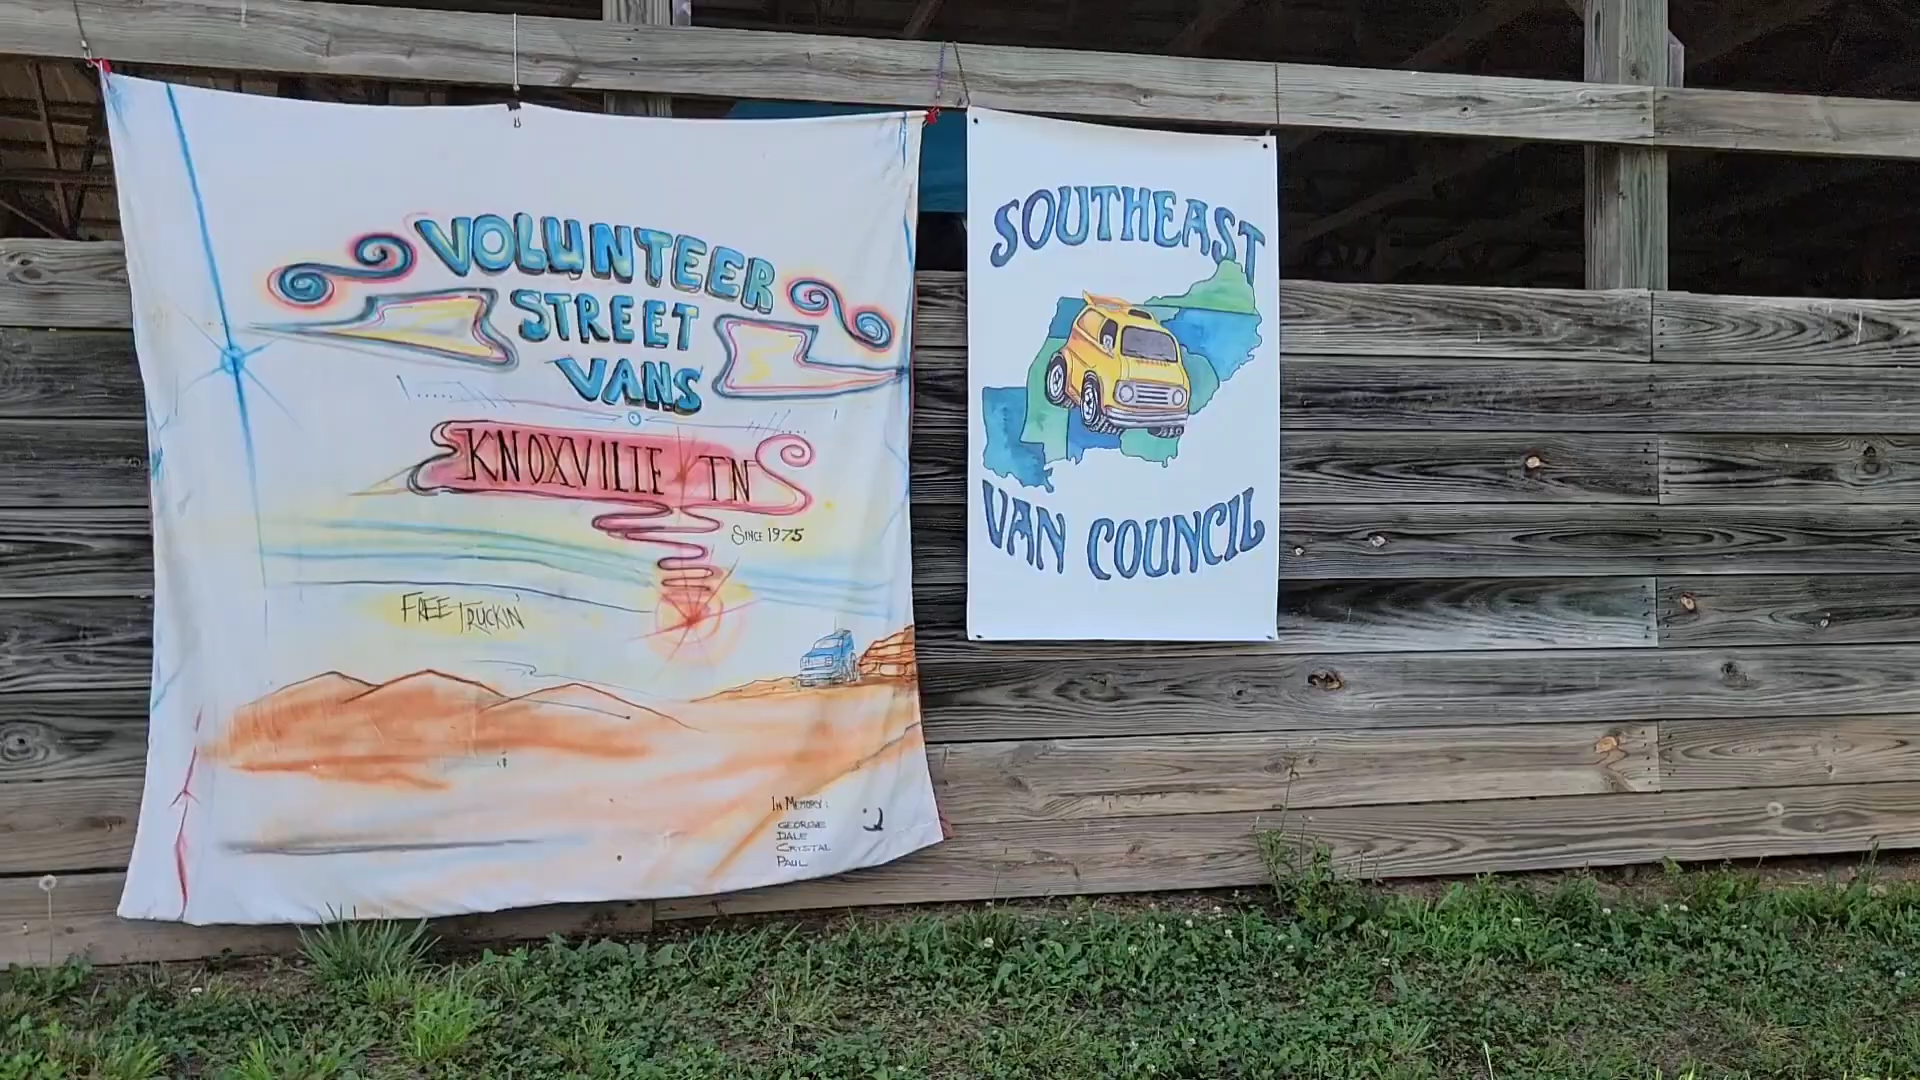 VOLUNTEER
STREET
VANS
KNOXVILLE TN
SINCE 1975
FREE TRUCKIN'
IN MEMORY:
GEORGE
DALE
CRYSTAL
PAUL
SOUTHEAST
VAN COUNCIL